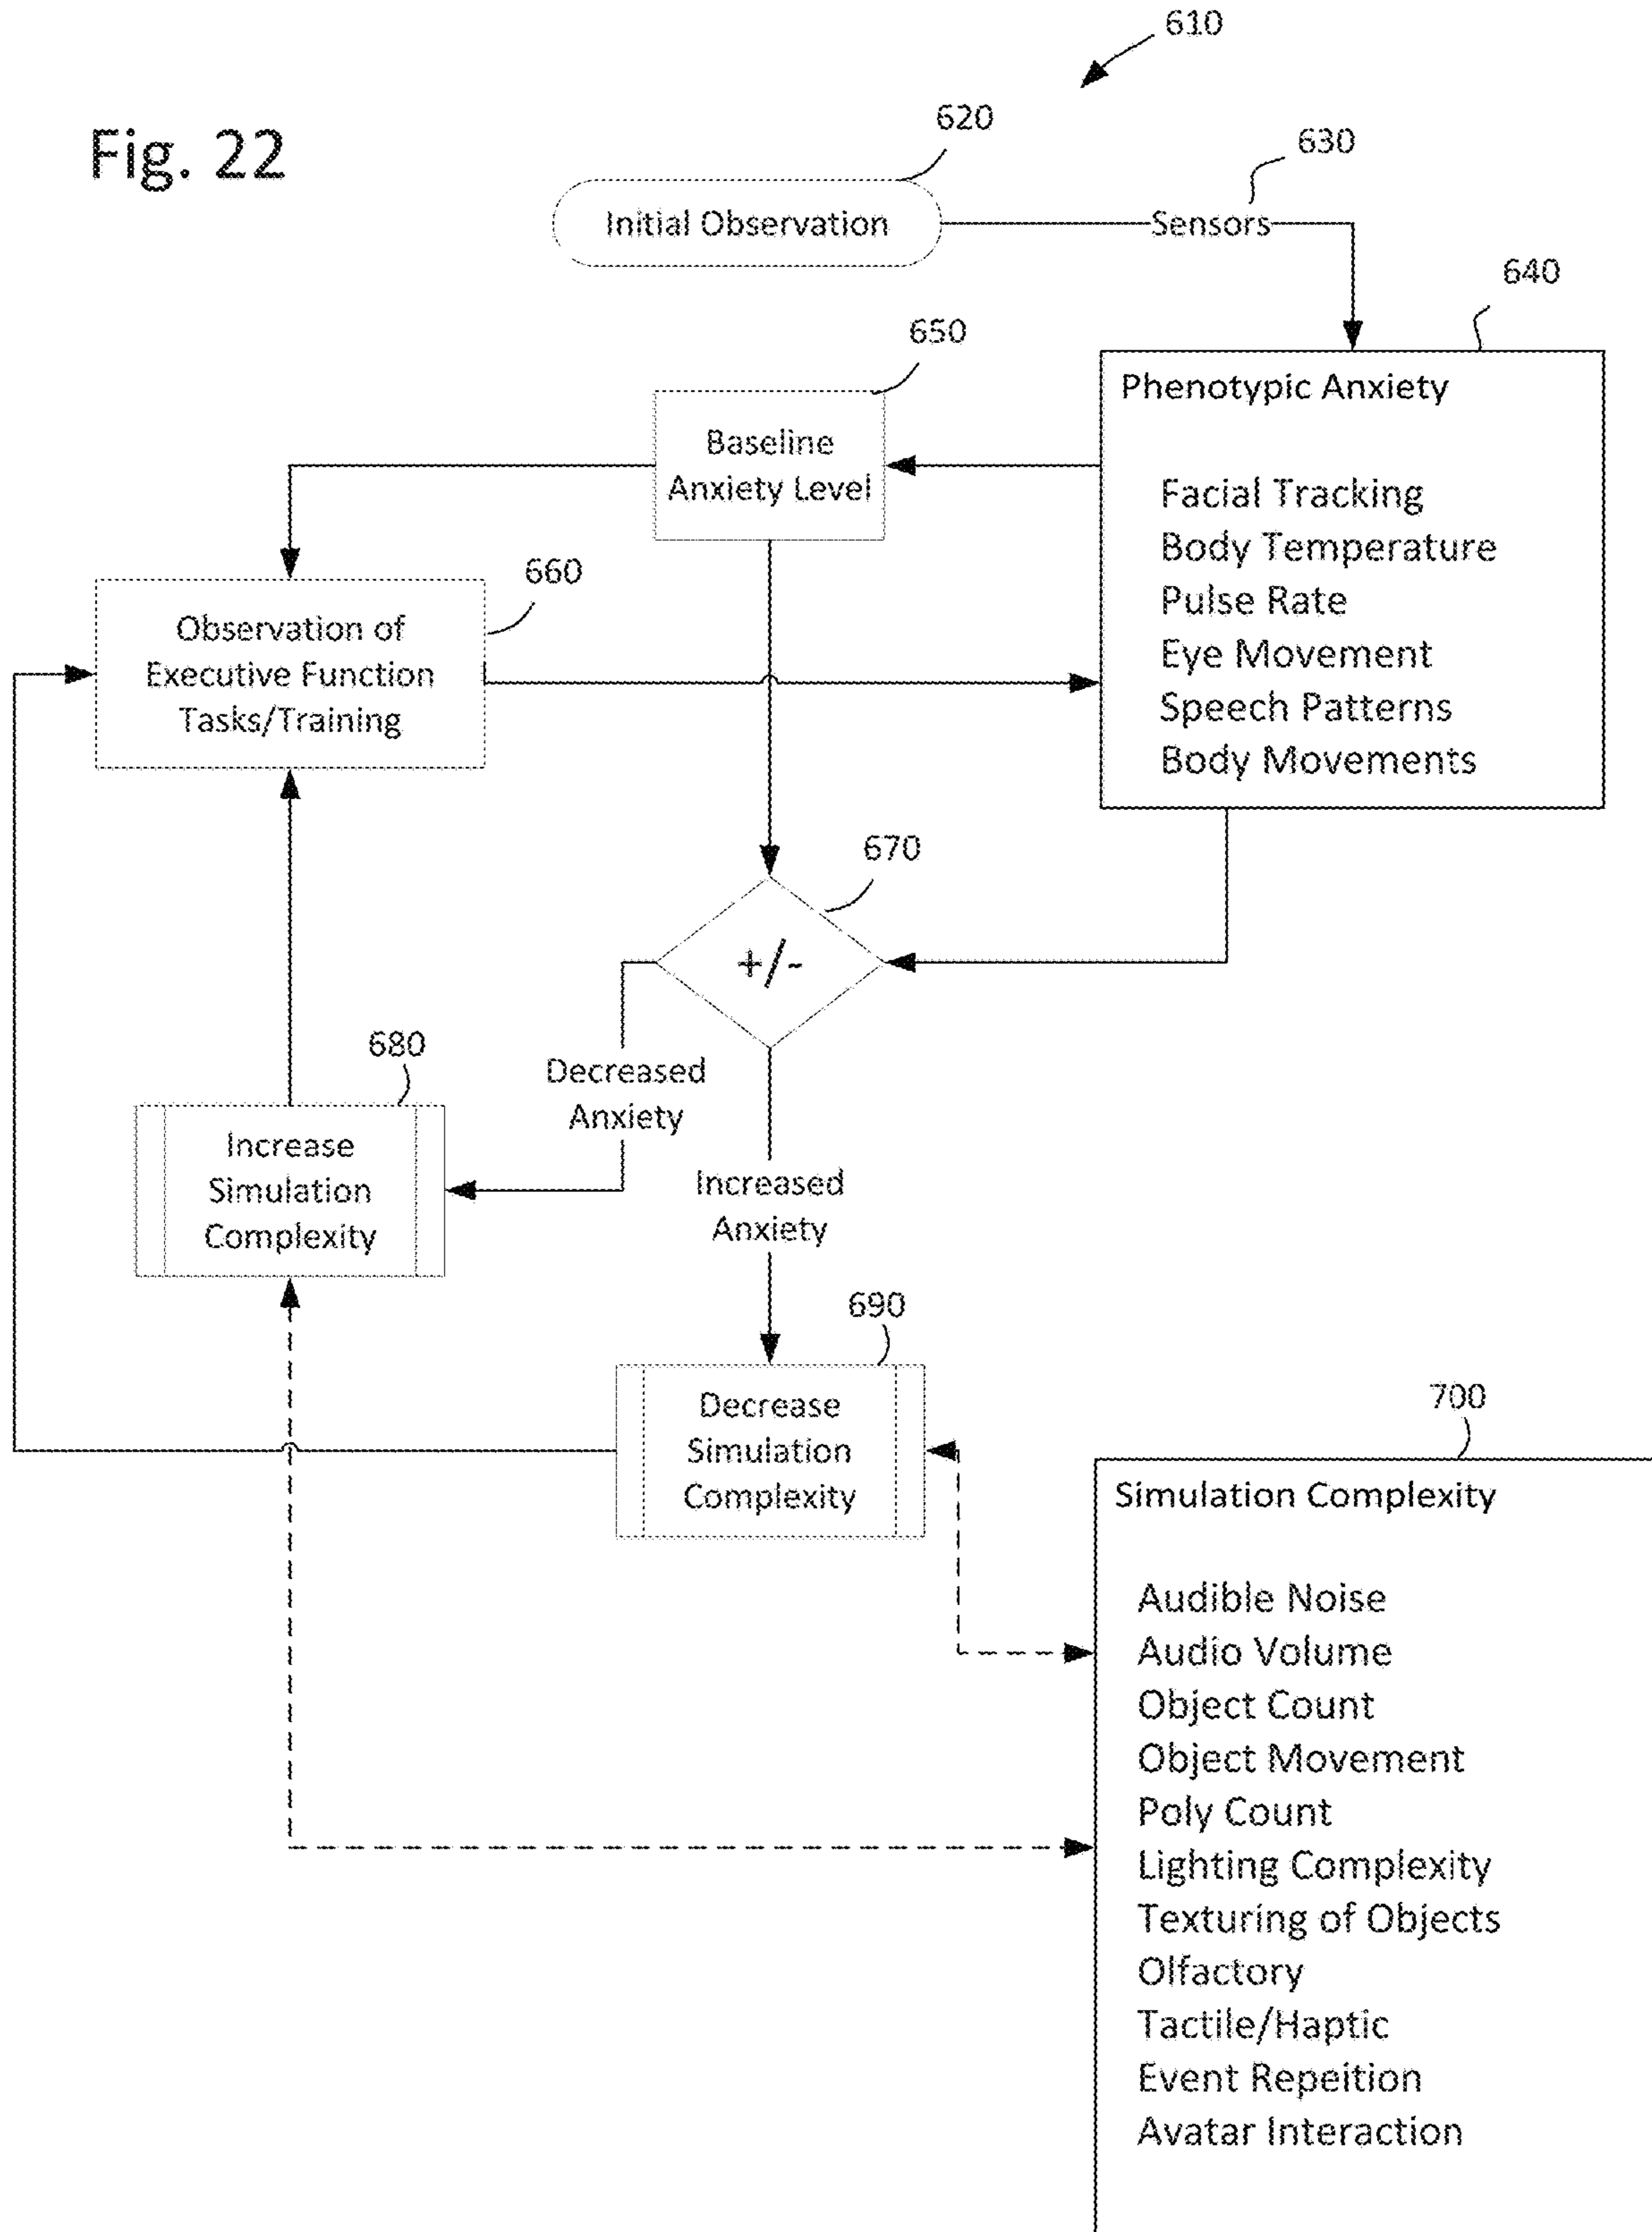 610
Fig. 22
620
630
Initial Observation
Sensors
640
650
Phenotypic Anxiety
Baseline
Anxiety Level
Facial Tracking
Body Temperature
Pulse Rate
Eye Movement
Speech Patterns
Body Movements
660
Observation of
Executive Function
Tasks/Training
670
+/-
680
Decreased
Anxiety
Increase
Simulation
Complexity
Increased
Anxiety
690
Decrease
Simulation
Complexity
700
Simulation Complexity
Audible Noise
Audio Volume
Object Count
Object Movement
Poly Count
Lighting Complexity
Texturing of Objects
Olfactory
Tactile/Haptic
Event Repeition
Avatar Interaction